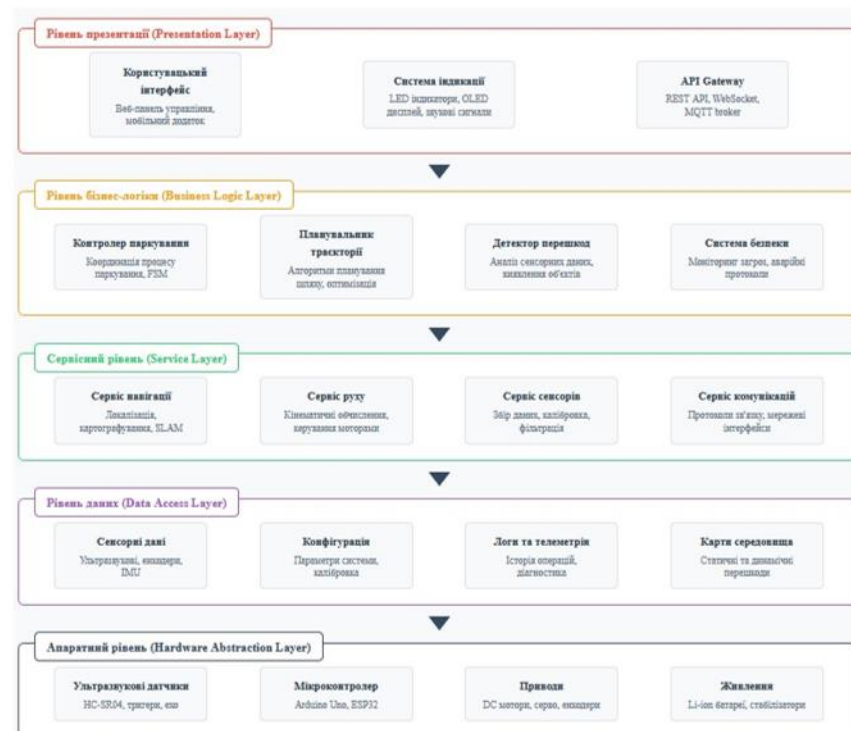 Рівень презентації (Presentation Layer)
Користувацький
інтерфейс
Веб-панель управління,
мобільний додаток
Система індикації
LED індикатори, OLED
дисплей, звукові сигнали
API Gateway
REST API, WebSocket,
MQTT broker
Рівень бізнес-логіки (Business Logic Layer)
Контролер паркування
Координація процесу
паркування, FSM
Планувальник
траєкторії
Алгоритми планування
шляху, оптимізація
Детектор перешкод
Аналіз сенсорних даних,
виявлення об'єктів
Система безпеки
Моніторинг загроз, аварійні
протоколи
Сервісний рівень (Service Layer)
Сервіс навігації
Локалізація,
картографування, SLAM
Сервіс руху
Кінематичні обчислення,
керування моторами
Сервіс сенсорів
Збір даних, калібровка,
фільтрація
Сервіс комунікацій
Протоколи зв'язку, мережеві
інтерфейси
Рівень даних (Data Access Layer)
Сенсорні дані
Ультразвукові, енкодери,
IMU
Конфігурація
Параметри системи,
калібровка
Логи та телеметрія
Історія операцій,
діагностика
Карти середовища
Статичні та динамічні
перешкоди
Апаратний рівень (Hardware Abstraction Layer)
Ультразвукові датчики
HC-SR04, тригери, ехо
Мікроконтролер
Arduino Uno, ESP32
Приводи
DC мотори, серво, енкодери
Живлення
Li-ion батареї, стабілізатори